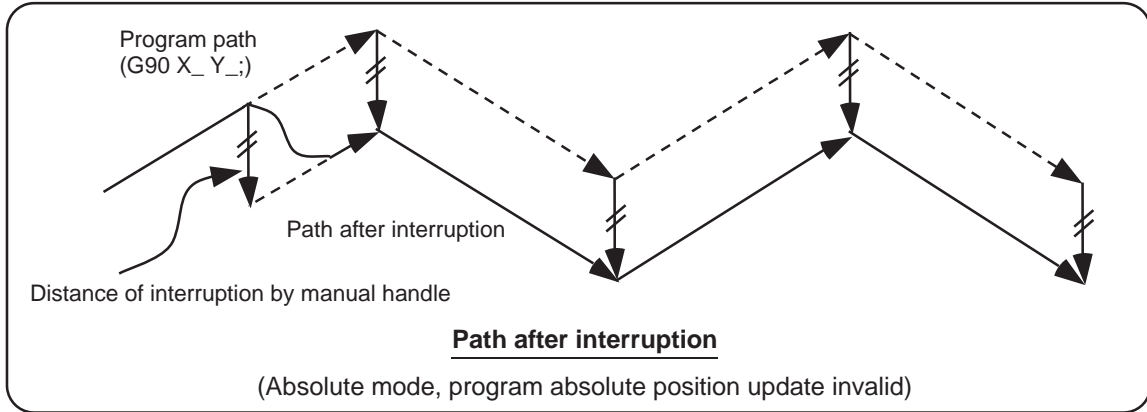 Program path
(G90 X_ Y_;)
Path after interruption
Distance of interruption by manual handle
Path after interruption
(Absolute mode, program absolute position update invalid)